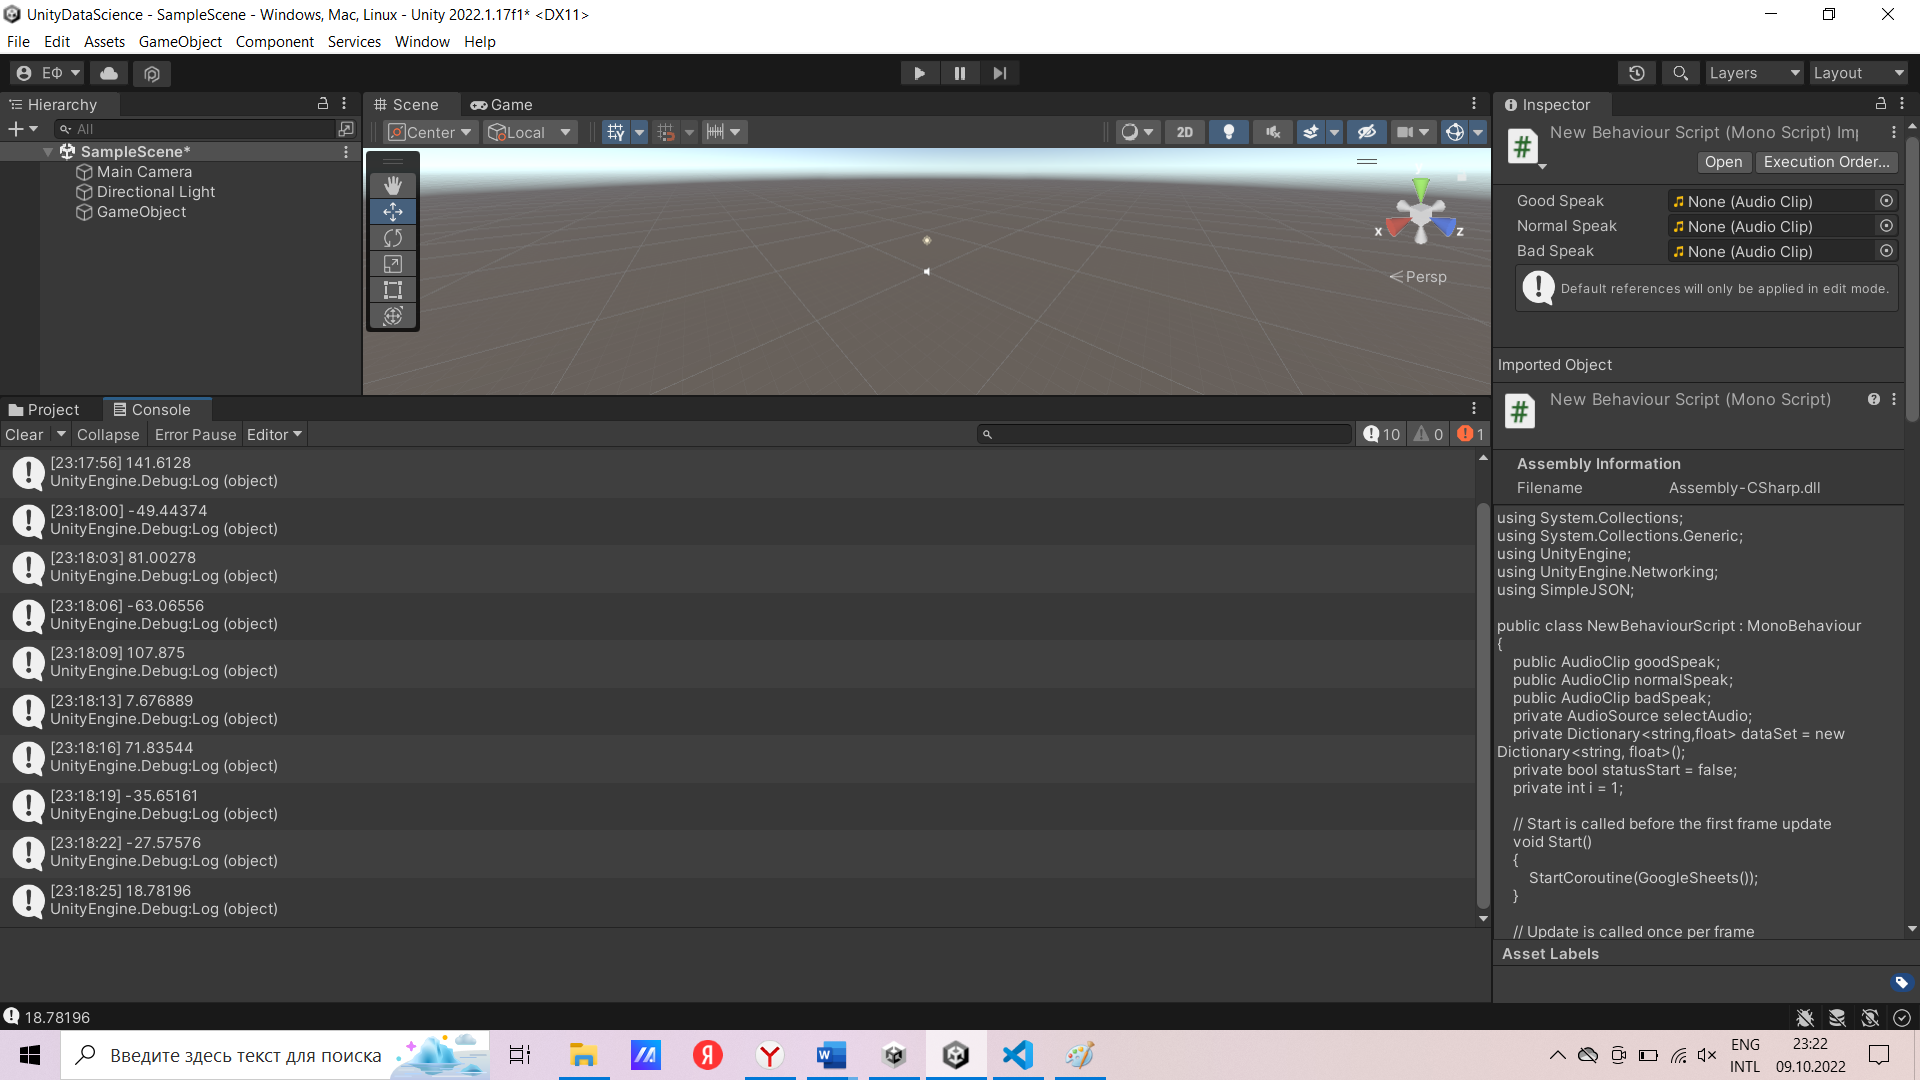 UnityDataScience - SampleScene - Windows, Mac, Linux - Unity 2022.1.17f1* <DX11>
File Edit Assets GameObject Component Services Window Help
ЕФ
Layers
Layout
Hierarchy
All
SampleScene*
Main Camera
Directional Light
GameObject
Scene Game
Center Local 2D
x z
Persp
Inspector
New Behaviour Script (Mono Script) Im
Open Execution Order...
Good Speak None (Audio Clip)
Normal Speak None (Audio Clip)
Bad Speak None (Audio Clip)
Default references will only be applied in edit mode.
Imported Object
New Behaviour Script (Mono Script)
Assembly Information
Filename Assembly-CSharp.dll
using System.Collections;
using System.Collections.Generic;
using UnityEngine;
using UnityEngine.Networking;
using SimpleJSON;
public class NewBehaviourScript : MonoBehaviour
{
public AudioClip goodSpeak;
public AudioClip normalSpeak;
public AudioClip badSpeak;
private AudioSource selectAudio;
private Dictionary<string,float> dataSet = new
Dictionary<string, float>();
private bool statusStart = false;
private int i = 1;
// Start is called before the first frame update
void Start()
{
StartCoroutine(GoogleSheets());
}
// Update is called once per frame
Asset Labels
Project Console
Clear Collapse Error Pause Editor 10 0 1
[23:17:56] 141.6128
UnityEngine.Debug:Log (object)
[23:18:00] -49.44374
UnityEngine.Debug:Log (object)
[23:18:03] 81.00278
UnityEngine.Debug:Log (object)
[23:18:06] -63.06556
UnityEngine.Debug:Log (object)
[23:18:09] 107.875
UnityEngine.Debug:Log (object)
[23:18:13] 7.676889
UnityEngine.Debug:Log (object)
[23:18:16] 71.83544
UnityEngine.Debug:Log (object)
[23:18:19] -35.65161
UnityEngine.Debug:Log (object)
[23:18:22] -27.57576
UnityEngine.Debug:Log (object)
[23:18:25] 18.78196
UnityEngine.Debug:Log (object)
18.78196
Введите здесь текст для поиска
ENG
INTL
23:22
09.10.2022